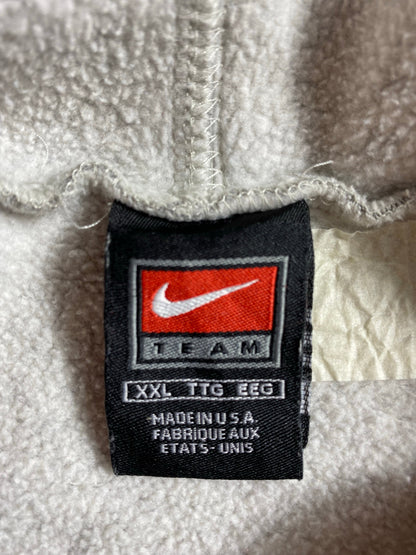 TEAM
XXL TTG EEG
MADE IN U.S.A.
FABRIQUE AUX
ETATS-UNIS